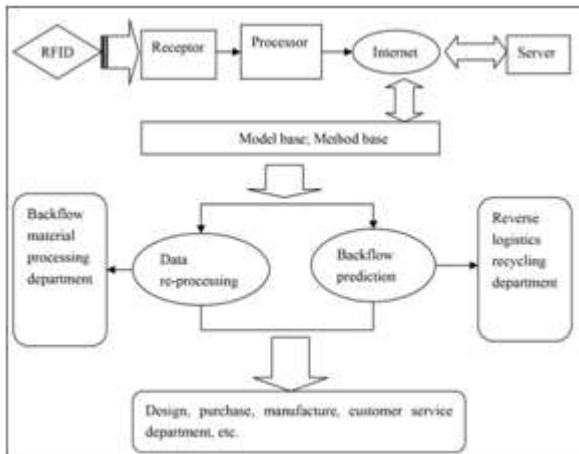 RFID
Receptor
Processor
Internet
Server
Model base; Method base
Backflow
material
processing
department
Data
re-processing
Backflow
prediction
Reverse
logistics
recycling
department
Design, purchase, manufacture, customer service
department, etc.